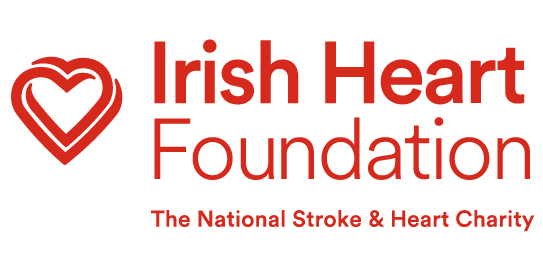 Irish Heart
Foundation
The National Stroke & Heart Charity